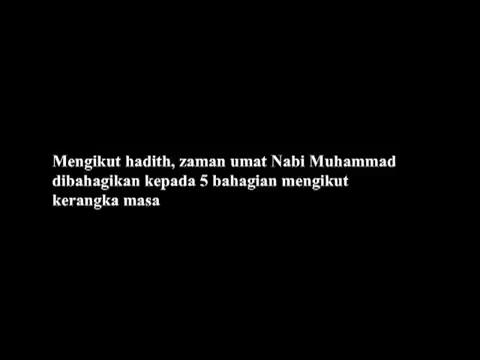 Mengikut hadith, zaman umat Nabi Muhammad
dibahagikan kepada 5 bahagian mengikut
kerangka masa